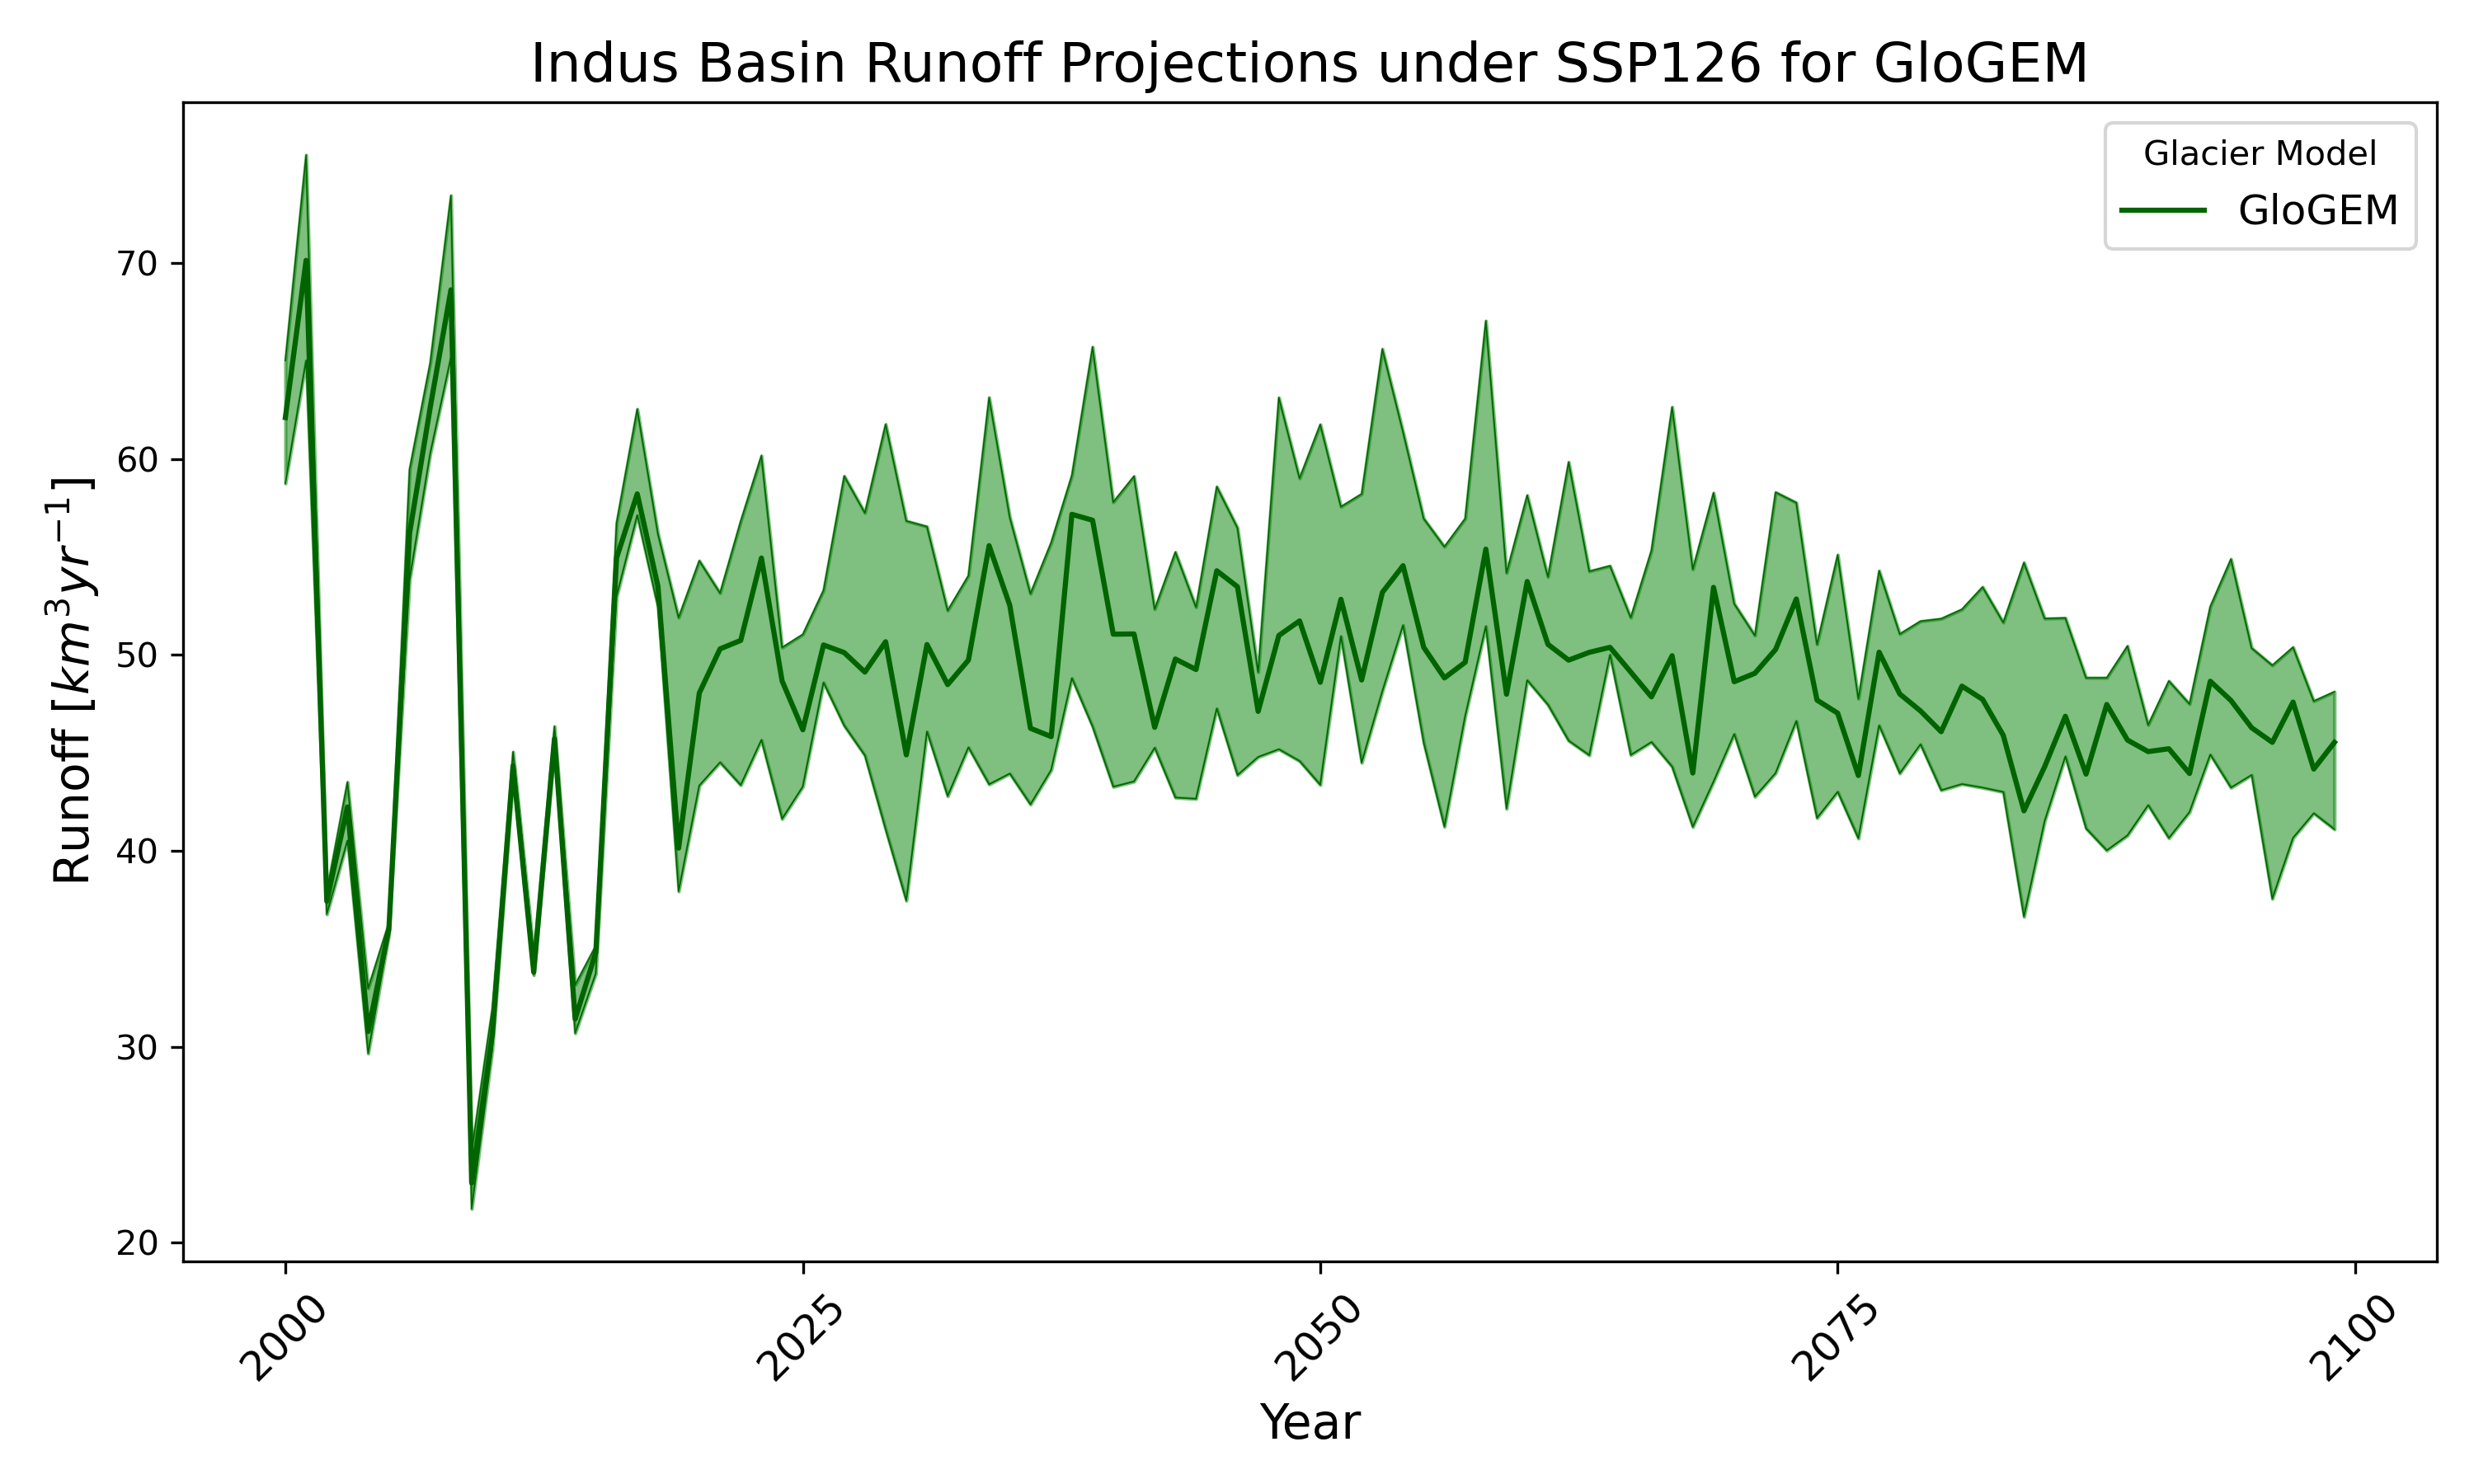 Indus Basin Runoff Projections under SSP126 for GloGEM
Glacier Model
GloGEM
Runoff [km³yr⁻¹]
70
60
50
40
30
20
2000
2025
2050
2075
2100
Year